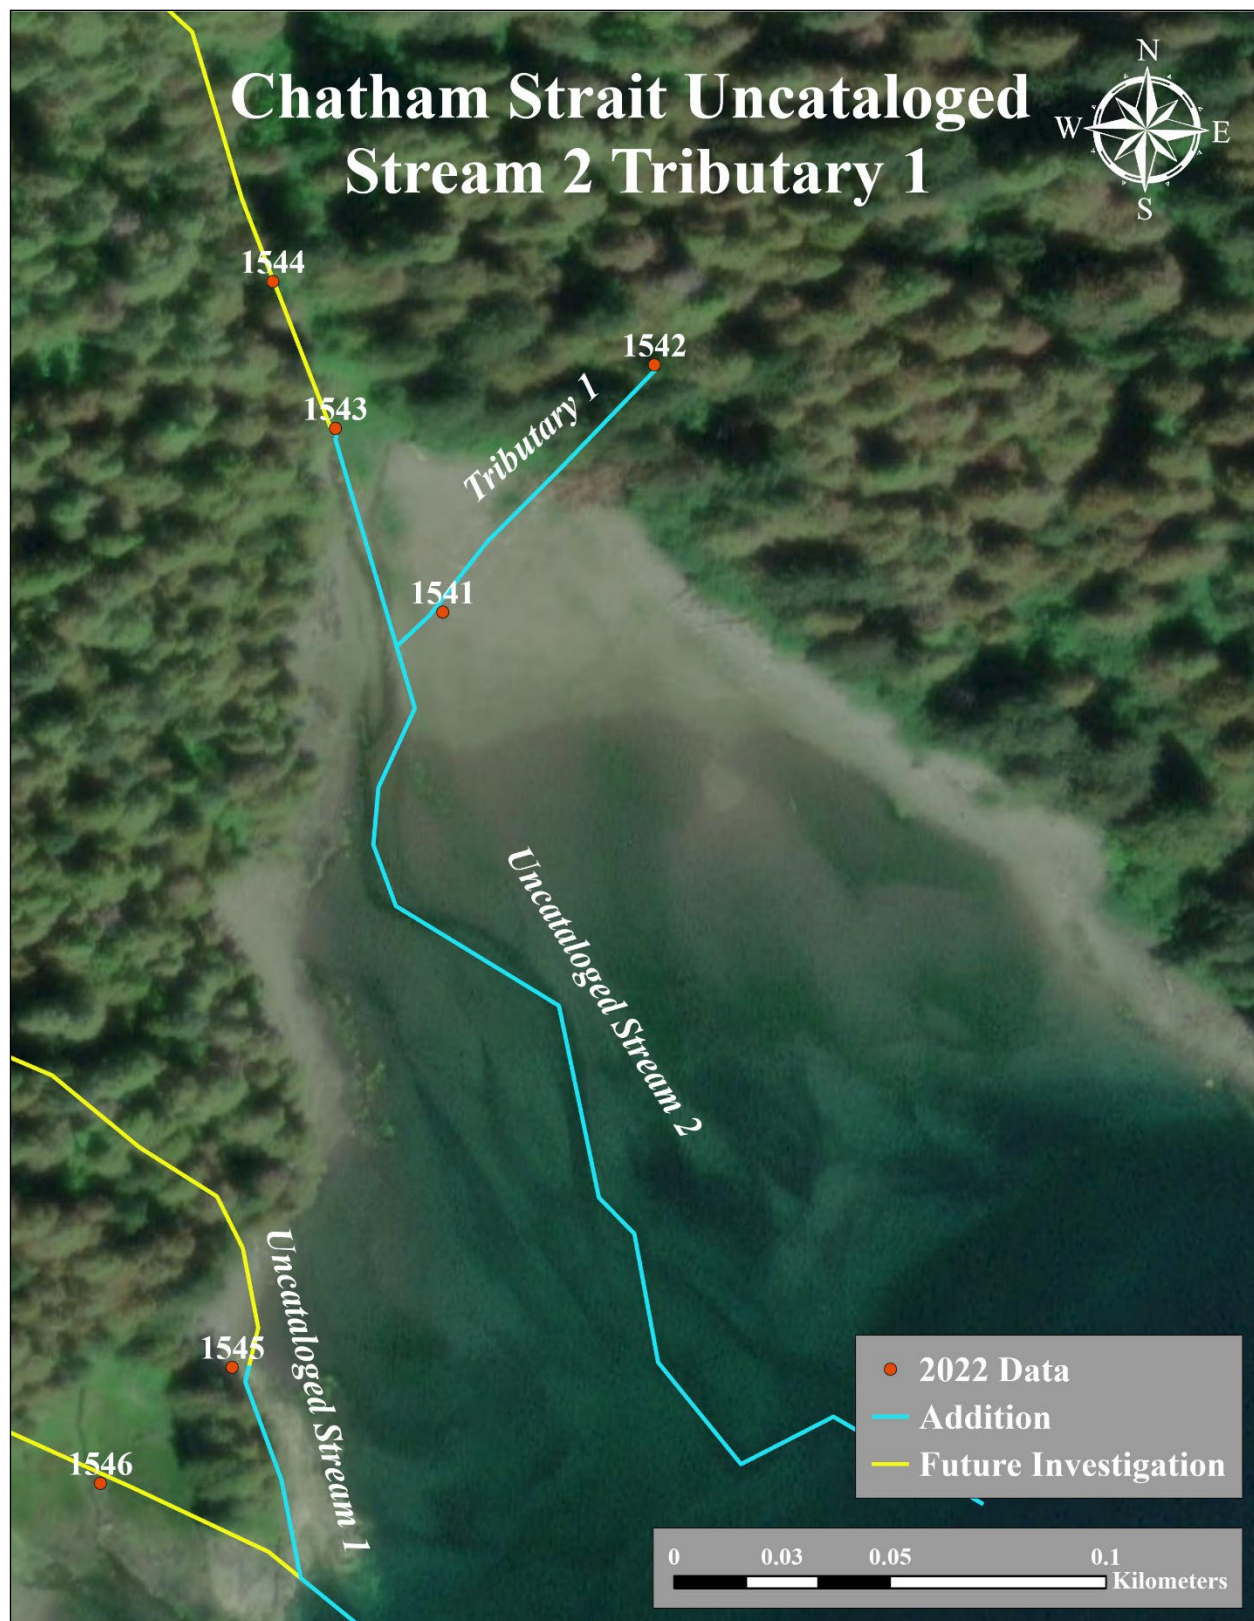 Chatham Strait Uncataloged
Stream 2 Tributary 1
N
W
E
S
1544
1542
1543
Tributary 1
1541
Uncataloged Stream 2
Uncataloged Stream 1
1545
1546
2022 Data
Addition
Future Investigation
0 0.03 0.05 0.1
Kilometers